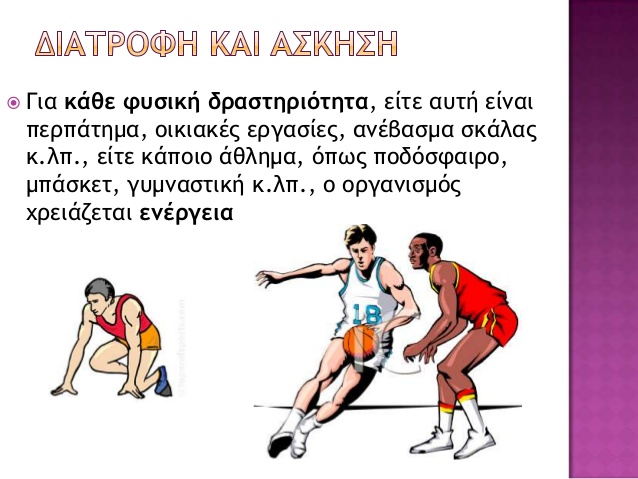 ΔΙΑΤΡΟΦΗ ΚΑΙ ΑΣΚΗΣΗ
Για κάθε φυσική δραστηριότητα, είτε αυτή είναι
περπάτημα, οικιακές εργασίες, ανέβασμα σκάλας
κ.λπ., είτε κάποιο άθλημα, όπως ποδόσφαιρο,
μπάσκετ, γυμναστική κ.λπ., ο οργανισμός
χρειάζεται ενέργεια
18